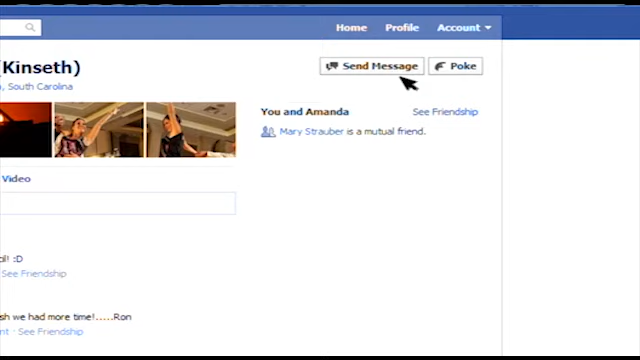 Home Profile Account
(Kinseth)
Send Message Poke
, South Carolina
You and Amanda See Friendship
Mary Strauber is a mutual friend.
Video
! :D
See Friendship
sh we had more time!.....Ron
nt · See Friendship